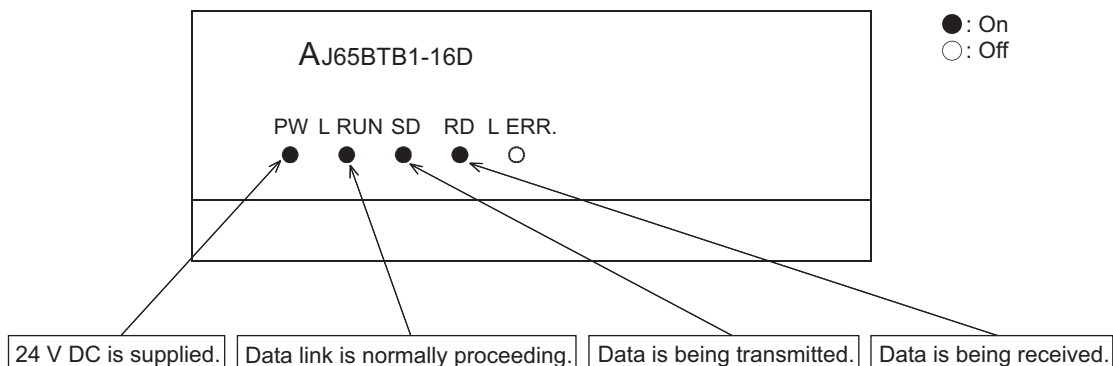 AJ65BTB1-16D
●: On
○: Off
PW L RUN SD RD L ERR.
24 V DC is supplied.
Data link is normally proceeding.
Data is being transmitted.
Data is being received.